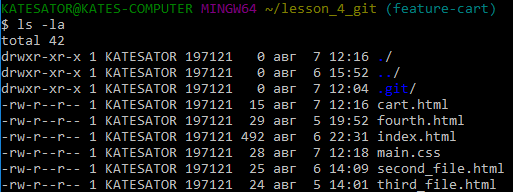 KATESATOR@KATES-COMPUTER MINGW64 ~/lesson_4_git (feature-cart)
$ ls -la
total 42
drwxr-xr-x 1 KATESATOR 197121   0 авг  7 12:16 ./
drwxr-xr-x 1 KATESATOR 197121   0 авг  6 15:52 ../
drwxr-xr-x 1 KATESATOR 197121   0 авг  7 12:04 .git/
-rw-r--r-- 1 KATESATOR 197121  15 авг  7 12:16 cart.html
-rw-r--r-- 1 KATESATOR 197121  29 авг  5 19:52 fourth.html
-rw-r--r-- 1 KATESATOR 197121 492 авг  6 22:31 index.html
-rw-r--r-- 1 KATESATOR 197121  28 авг  7 12:18 main.css
-rw-r--r-- 1 KATESATOR 197121  25 авг  6 14:09 second_file.html
-rw-r--r-- 1 KATESATOR 197121  24 авг  5 14:01 third_file.html